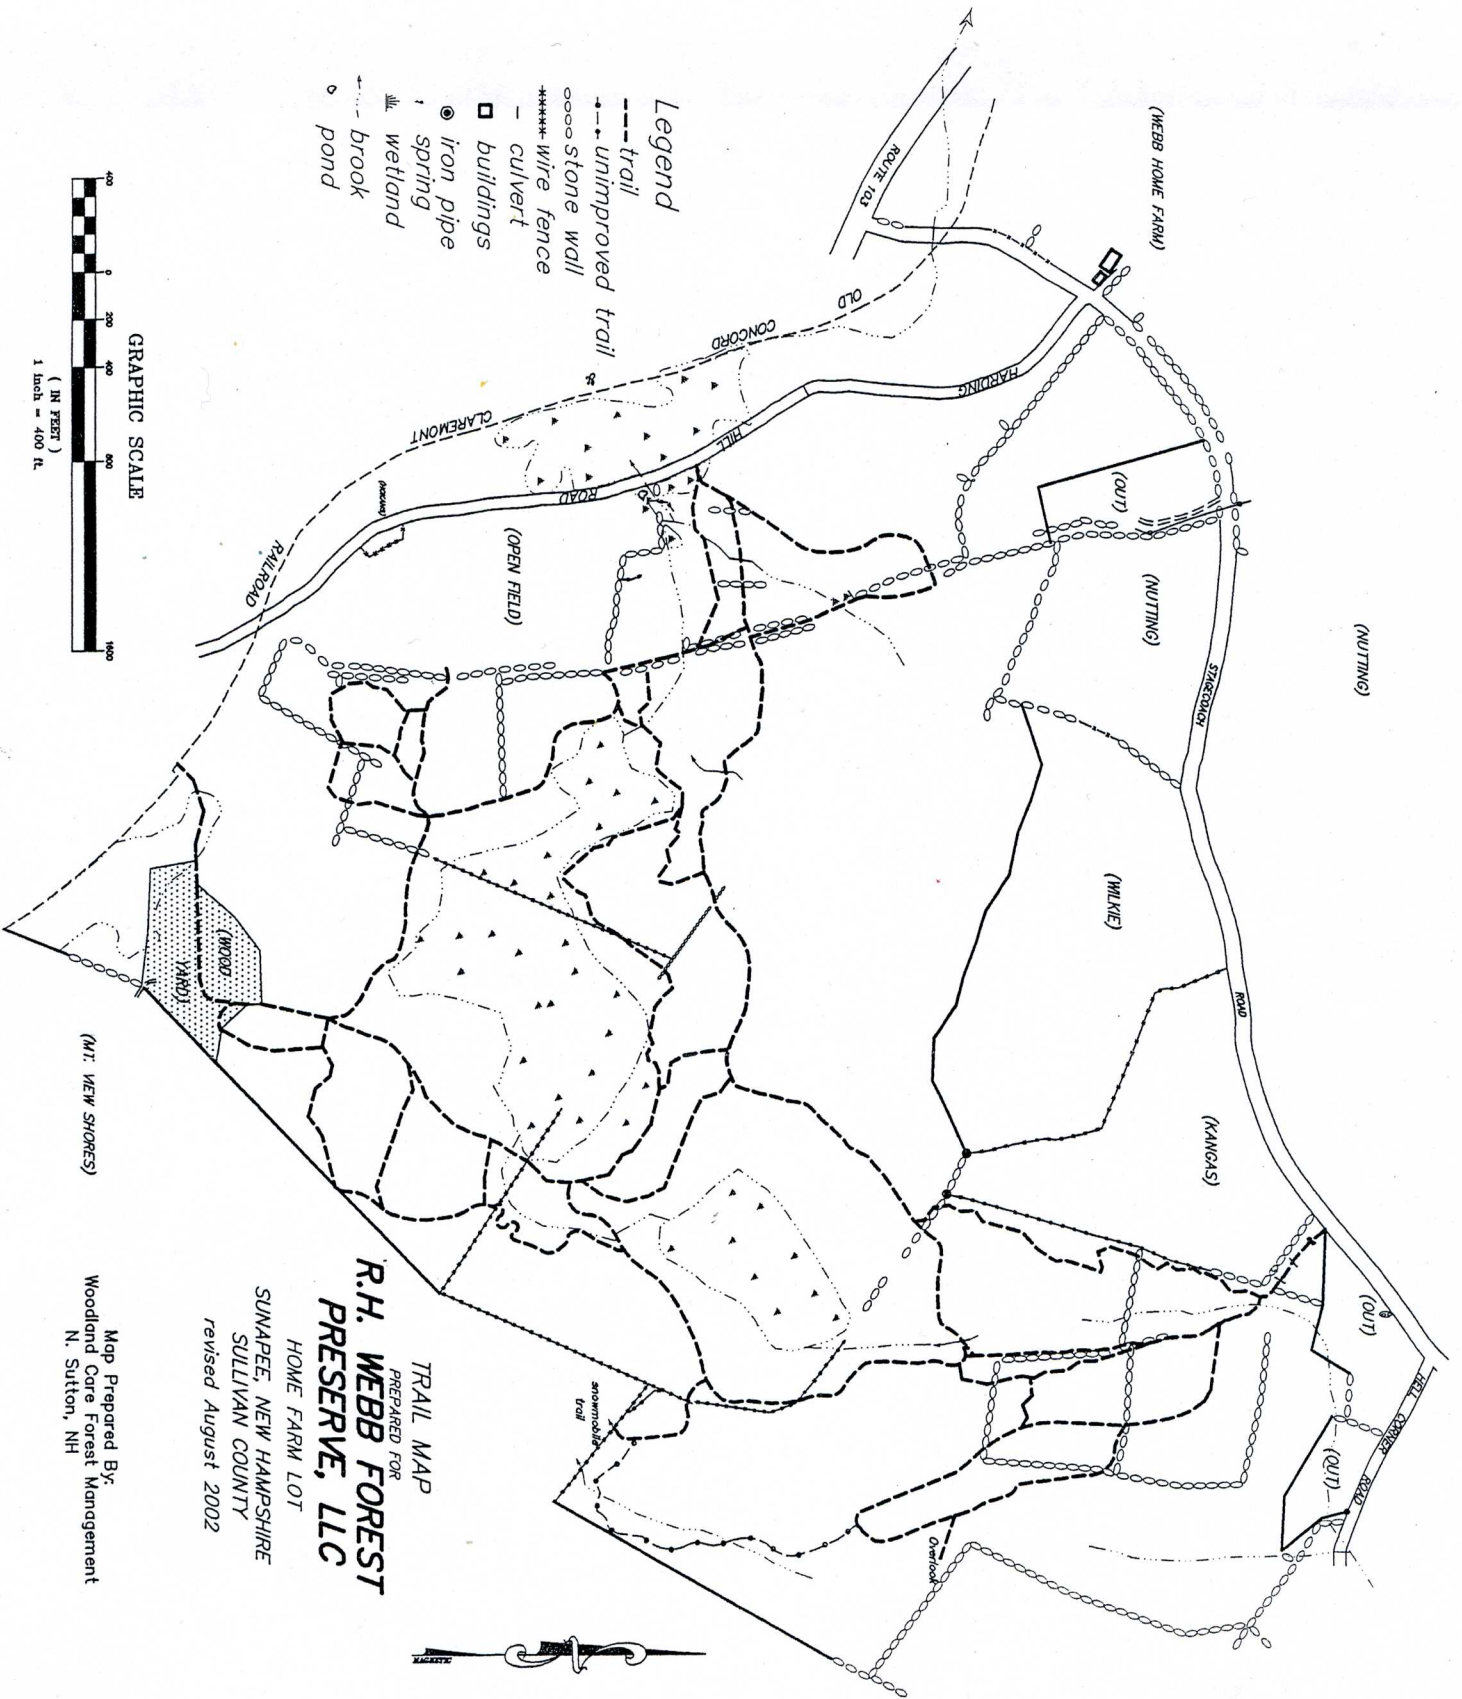 TRAIL MAP
PREPARED FOR
R.H. WEBB FOREST
PRESERVE, LLC
HOME FARM LOT
SUNAPEE, NEW HAMPSHIRE
SULLIVAN COUNTY
revised August 2002
Map Prepared By:
Woodland Care Forest Management
N. Sutton, NH
Legend
trail
unimproved trail
stone wall
wire fence
culvert
buildings
iron pipe
spring
wetland
brook
pond
GRAPHIC SCALE
400
0
200
400
800
1600
( IN FEET )
1 inch = 400 ft.
(WEBB HOME FARM)
ROUTE 103
OLD
CONCORD
CLAREMONT
RAILROAD
HARDING
HILL
ROAD
(OPEN FIELD)
(OUT)
(NUTTING)
(NUTTING)
STAGECOACH
ROAD
(WILKIE)
(KANGAS)
(OUT)
HELL CORNER
ROAD
(OUT)
Overlook
snowmobile
trail
(WOOD
YARD)
(MT. VIEW SHORES)
MAGNETIC